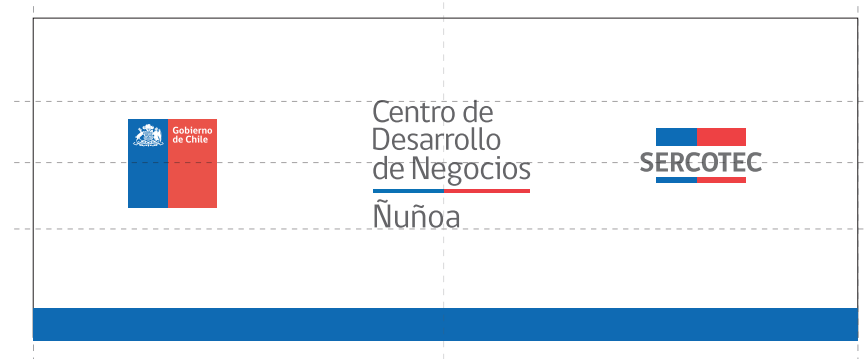 Gobierno
de Chile
Centro de
Desarrollo
de Negocios
Ñuñoa
SERCOTEC